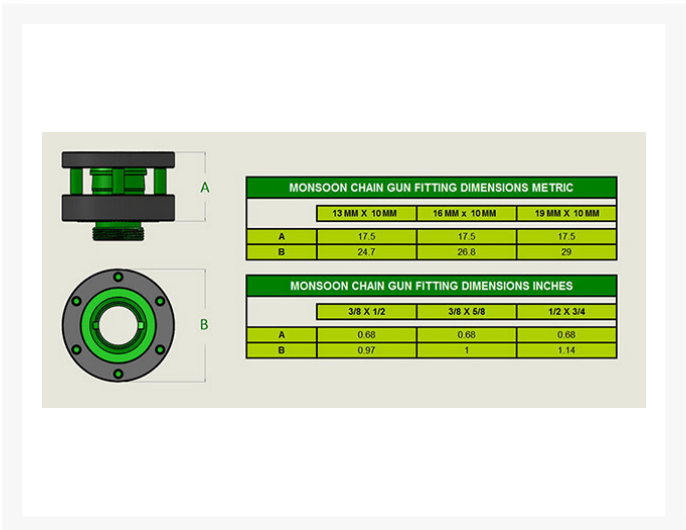 A
B
MONSOON CHAIN GUN FITTING DIMENSIONS METRIC
13 MM X 10 MM 16 MM x 10 MM 19 MM X 10 MM
A 17.5 17.5 17.5
B 24.7 26.8 29
MONSOON CHAIN GUN FITTING DIMENSIONS INCHES
3/8 X 1/2 3/8 X 5/8 1/2 X 3/4
A 0.68 0.68 0.68
B 0.97 1 1.14